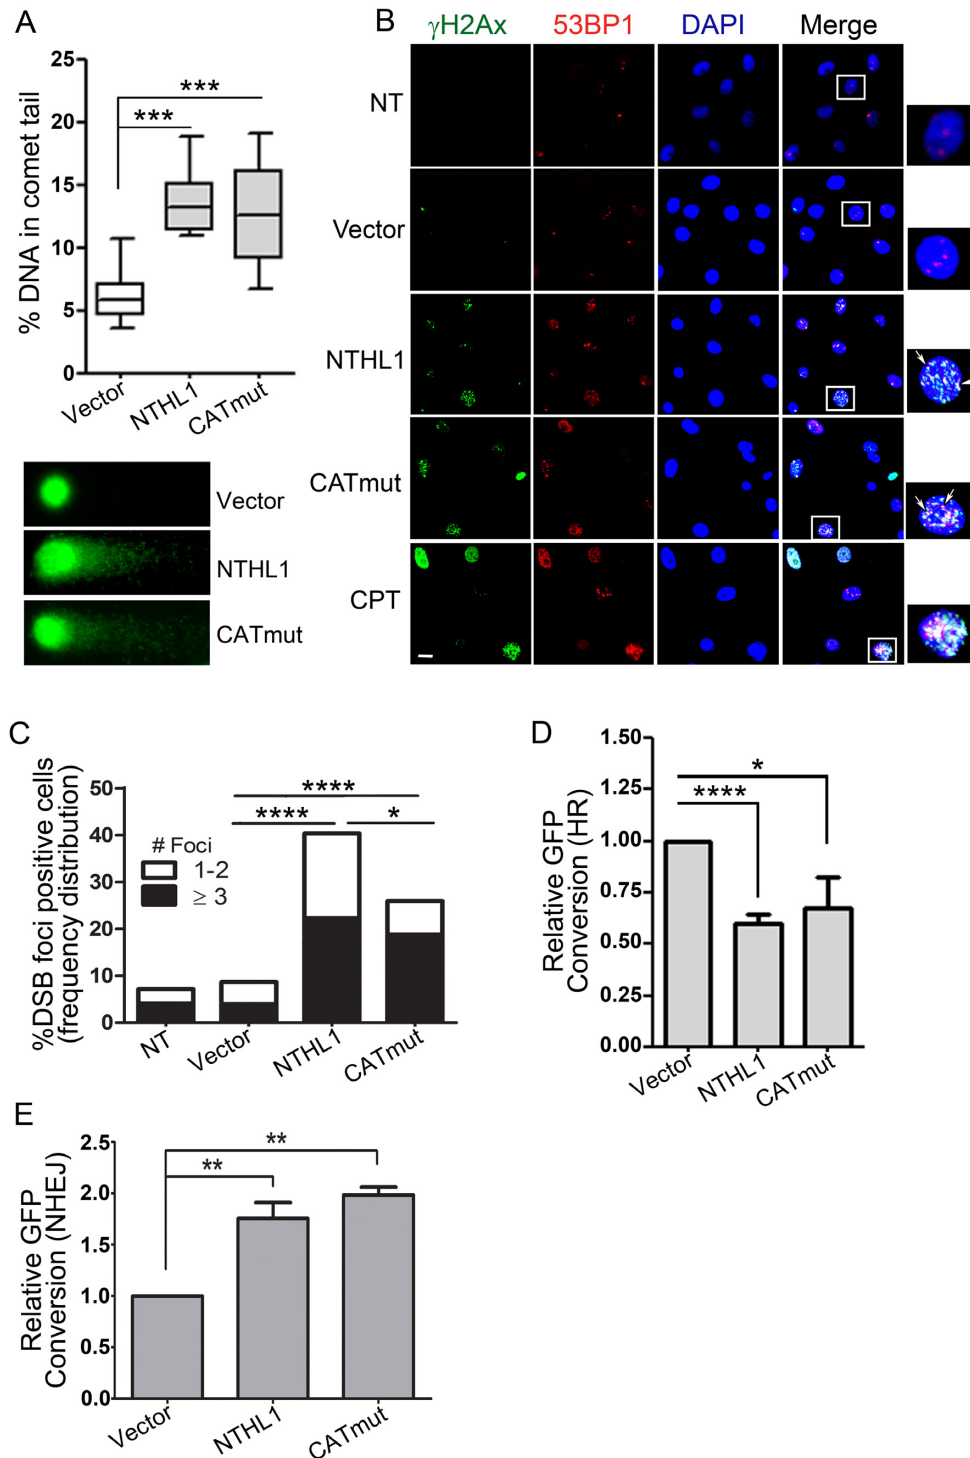 A
% DNA in comet tail
25
20
15
10
5
0
***
***
Vector
NTHL1
CATmut
Vector
NTHL1
CATmut
B
γH2Ax
53BP1
DAPI
Merge
NT
Vector
NTHL1
CATmut
CPT
C
%DSB foci positive cells
(frequency distribution)
50
40
30
20
10
0
# Foci
1-2
≥ 3
****
****
*
NT
Vector
NTHL1
CATmut
D
Relative GFP
Conversion (HR)
1.50
1.25
1.00
0.75
0.50
0.25
0.00
*
****
Vector
NTHL1
CATmut
E
Relative GFP
Conversion (NHEJ)
2.5
2.0
1.5
1.0
0.5
0.0
**
**
Vector
NTHL1
CATmut